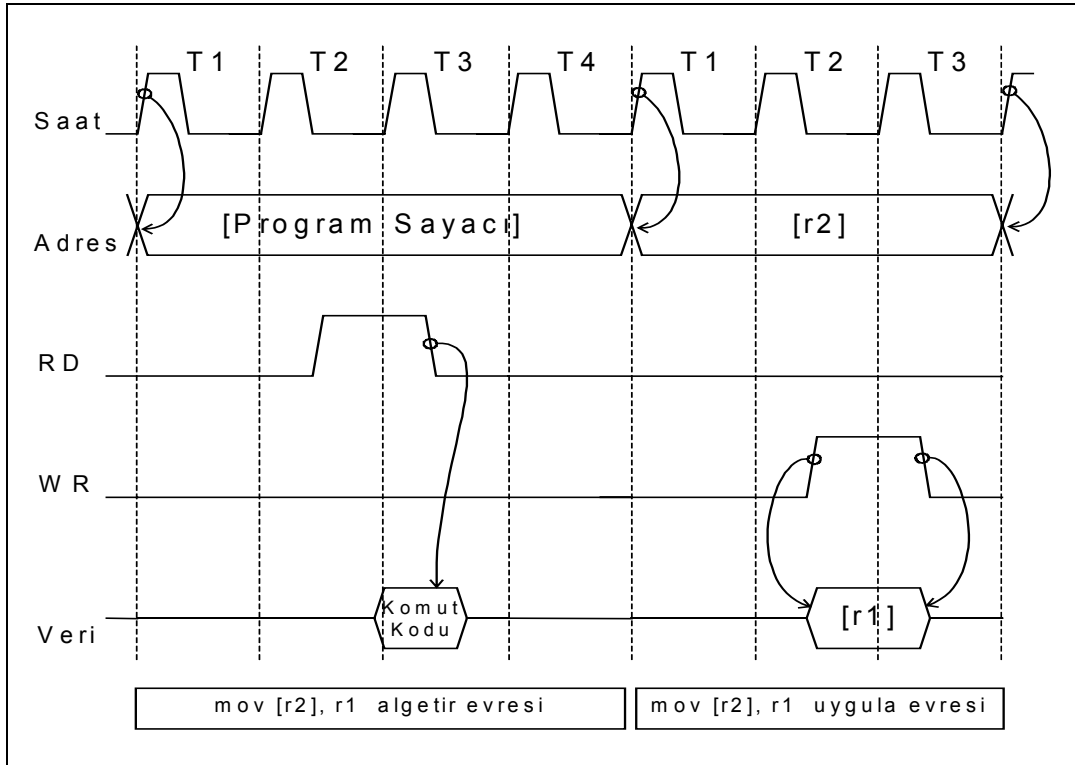 T1 T2 T3 T4 T1 T2 T3
Saat
Adres [Program Sayacı] [r2]
RD
WR
Veri Komut Kodu [r1]
mov [r2], r1 algetir evresi mov [r2], r1 uygula evresi